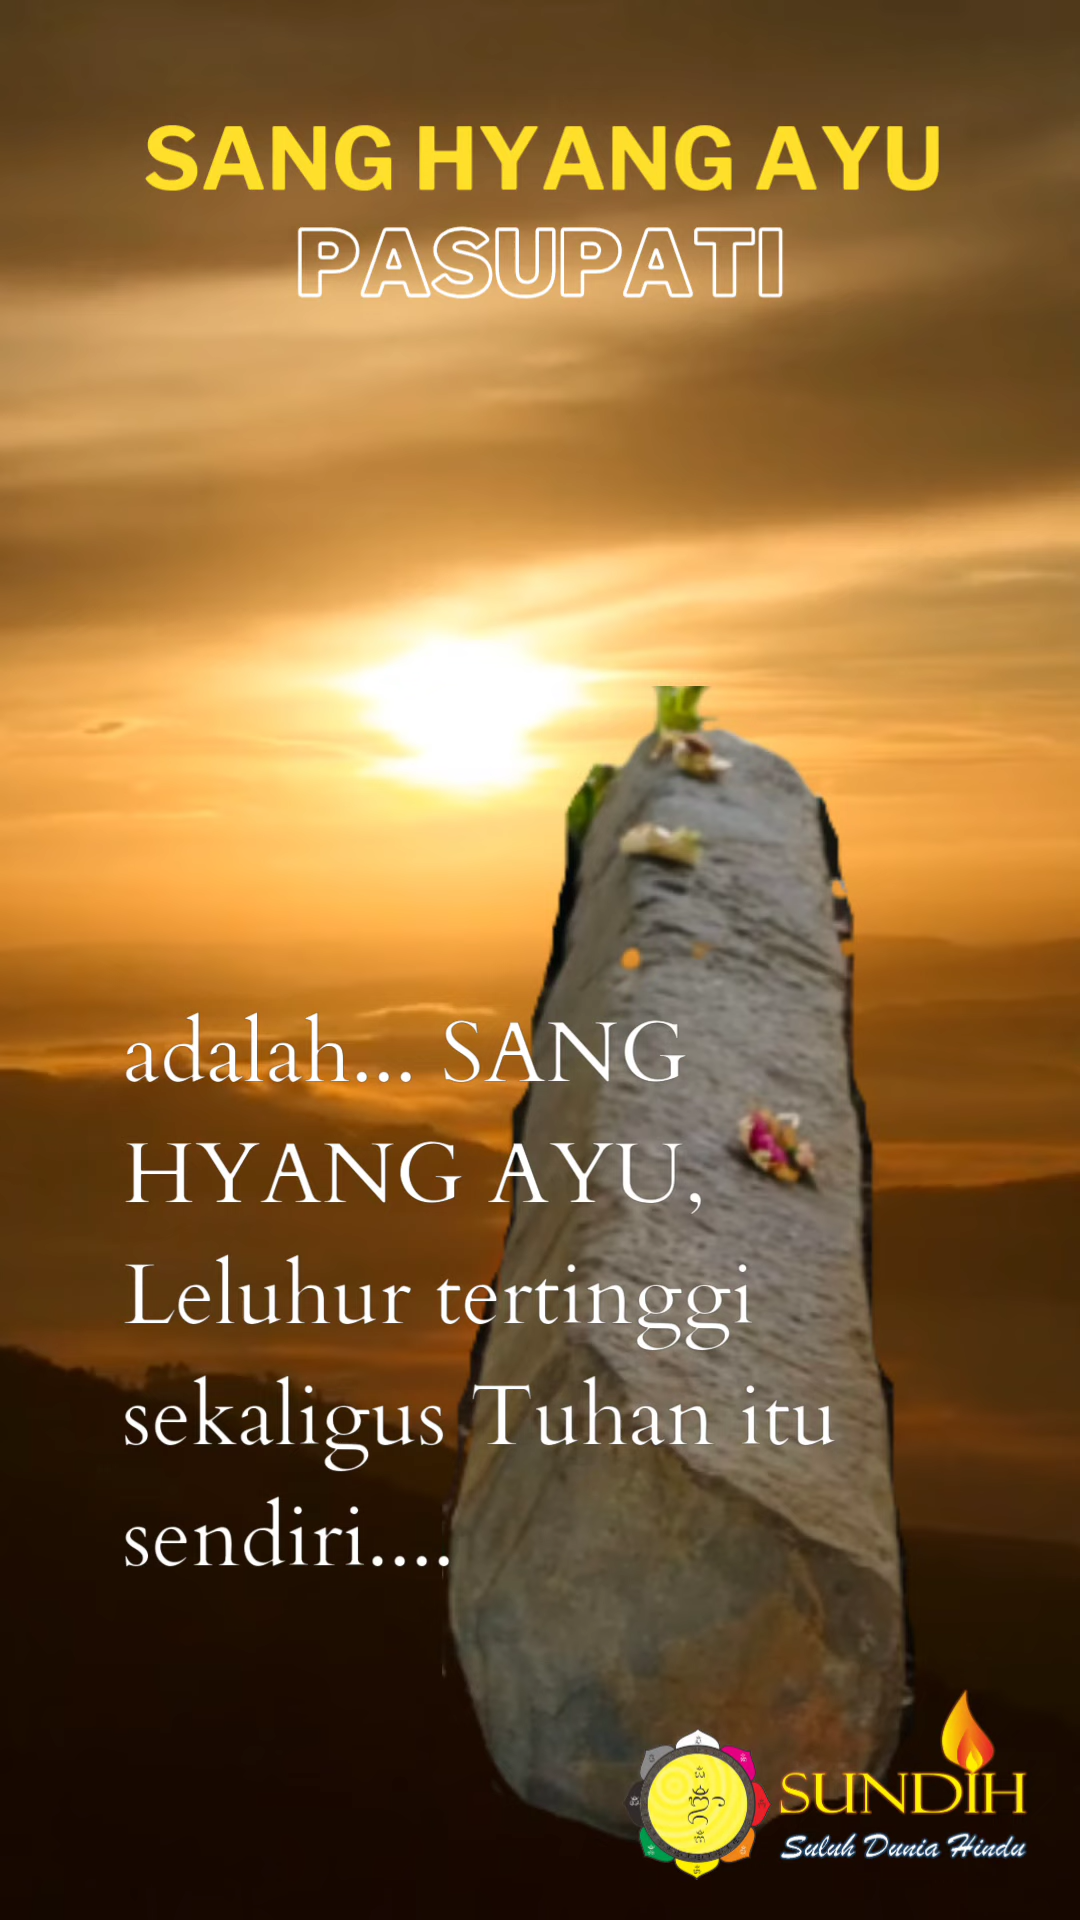 SANG HYANG AYU
PASUPATI
adalah... SANG
HYANG AYU,
Leluhur tertinggi
sekaligus Tuhan itu
sendiri....
SUNDIH
Suluh Dunia Hindu